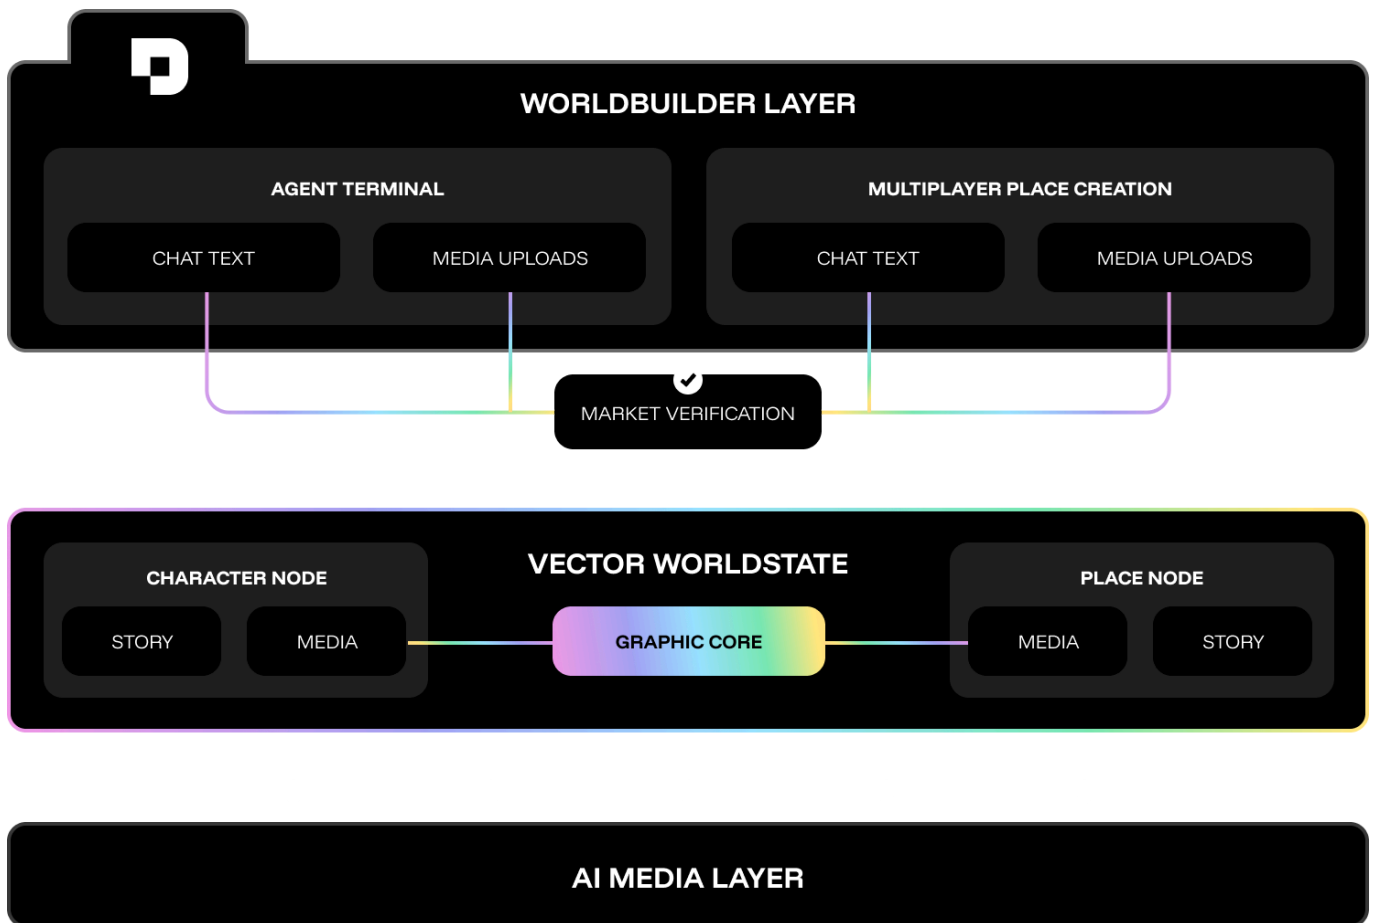 WORLDBUILDER LAYER
AGENT TERMINAL
CHAT TEXT
MEDIA UPLOADS
MULTIPLAYER PLACE CREATION
CHAT TEXT
MEDIA UPLOADS
MARKET VERIFICATION
VECTOR WORLDSTATE
CHARACTER NODE
STORY
MEDIA
GRAPHIC CORE
PLACE NODE
MEDIA
STORY
AI MEDIA LAYER